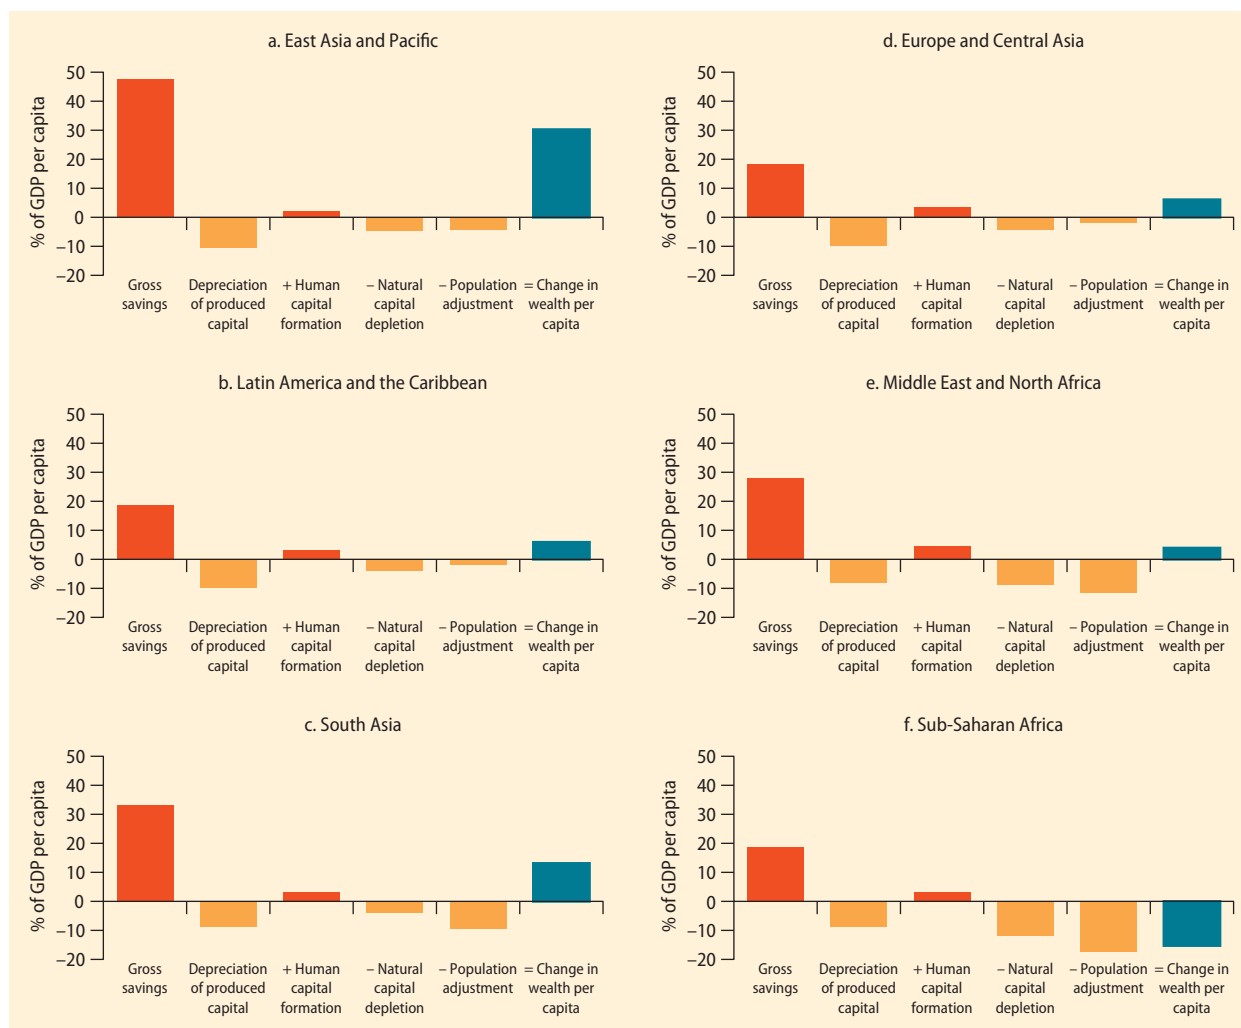 a. East Asia and Pacific
% of GDP per capita
50
40
30
20
10
0
–10
–20
Gross
savings
Depreciation
of produced
capital
+ Human
capital
formation
– Natural
capital
depletion
– Population
adjustment
= Change in
wealth per
capita
b. Latin America and the Caribbean
% of GDP per capita
50
40
30
20
10
0
–10
–20
Gross
savings
Depreciation
of produced
capital
+ Human
capital
formation
– Natural
capital
depletion
– Population
adjustment
= Change in
wealth per
capita
c. South Asia
% of GDP per capita
50
40
30
20
10
0
–10
–20
Gross
savings
Depreciation
of produced
capital
+ Human
capital
formation
– Natural
capital
depletion
– Population
adjustment
= Change in
wealth per
capita
d. Europe and Central Asia
% of GDP per capita
50
40
30
20
10
0
–10
–20
Gross
savings
Depreciation
of produced
capital
+ Human
capital
formation
– Natural
capital
depletion
– Population
adjustment
= Change in
wealth per
capita
e. Middle East and North Africa
% of GDP per capita
50
40
30
20
10
0
–10
–20
Gross
savings
Depreciation
of produced
capital
+ Human
capital
formation
– Natural
capital
depletion
– Population
adjustment
= Change in
wealth per
capita
f. Sub-Saharan Africa
% of GDP per capita
50
40
30
20
10
0
–10
–20
Gross
savings
Depreciation
of produced
capital
+ Human
capital
formation
– Natural
capital
depletion
– Population
adjustment
= Change in
wealth per
capita